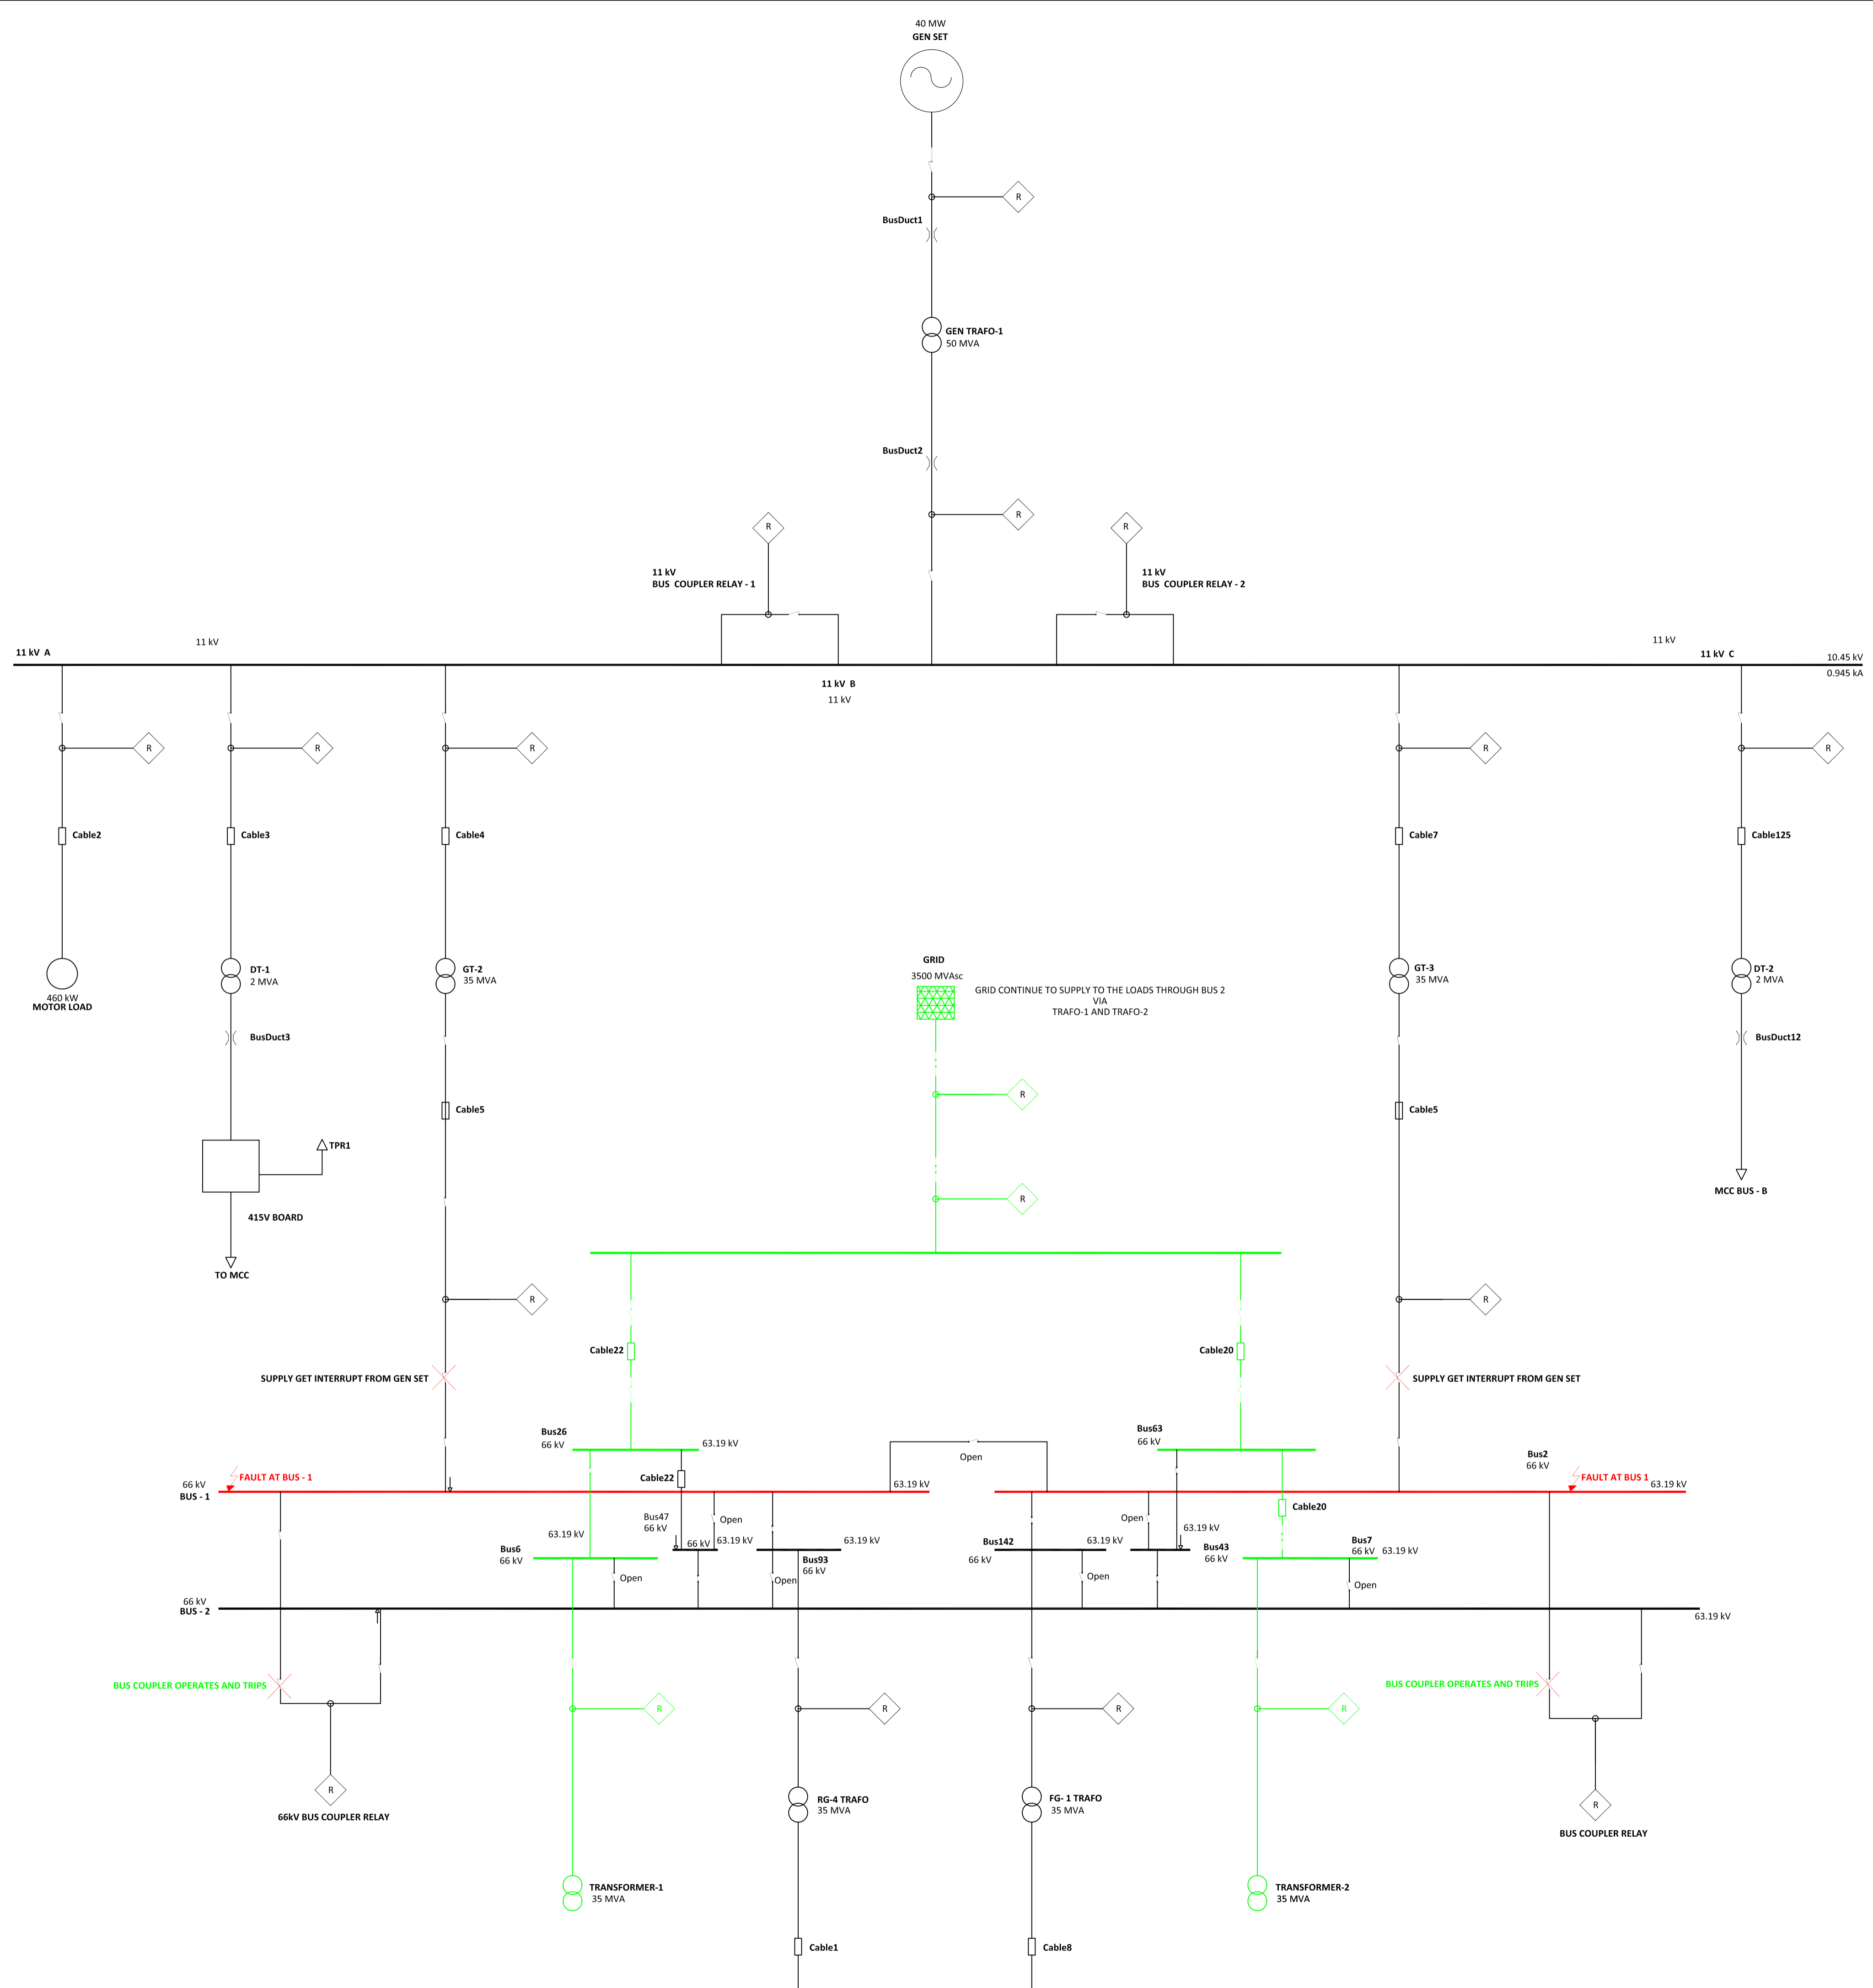 40 MW
GEN SET
R
BusDuct1
GEN TRAFO-1
50 MVA
BusDuct2
R
R
R
11 kV
BUS  COUPLER RELAY - 1
11 kV
BUS  COUPLER RELAY - 2
11 kV
11 kV
11 kV  A
11 kV  C
10.45 kV
0.945 kA
11 kV  B
11 kV
R
R
R
R
R
Cable2
Cable3
Cable4
Cable7
Cable125
GRID
3500 MVAsc
GRID CONTINUE TO SUPPLY TO THE LOADS THROUGH BUS 2
VIA
TRAFO-1 AND TRAFO-2
460 kW
MOTOR LOAD
DT-1
2 MVA
GT-2
35 MVA
GT-3
35 MVA
DT-2
2 MVA
BusDuct3
BusDuct12
R
Cable5
Cable5
TPR1
R
MCC BUS - B
415V BOARD
TO MCC
R
R
Cable22
Cable20
SUPPLY GET INTERRUPT FROM GEN SET
SUPPLY GET INTERRUPT FROM GEN SET
Bus26
66 kV
63.19 kV
Bus63
66 kV
Open
Bus2
66 kV
66 kV
BUS - 1
FAULT AT BUS - 1
Cable22
63.19 kV
FAULT AT BUS 1
63.19 kV
Cable20
Bus47
66 kV
Open
Open
63.19 kV
63.19 kV
Bus6
66 kV
66 kV
63.19 kV
63.19 kV
Bus93
66 kV
Bus142
66 kV
63.19 kV
Bus43
66 kV
Bus7
66 kV
63.19 kV
Open
Open
Open
Open
66 kV
BUS - 2
63.19 kV
BUS COUPLER OPERATES AND TRIPS
BUS COUPLER OPERATES AND TRIPS
R
R
R
R
R
66kV BUS COUPLER RELAY
RG-4 TRAFO
35 MVA
FG- 1 TRAFO
35 MVA
R
BUS COUPLER RELAY
TRANSFORMER-1
35 MVA
TRANSFORMER-2
35 MVA
Cable1
Cable8